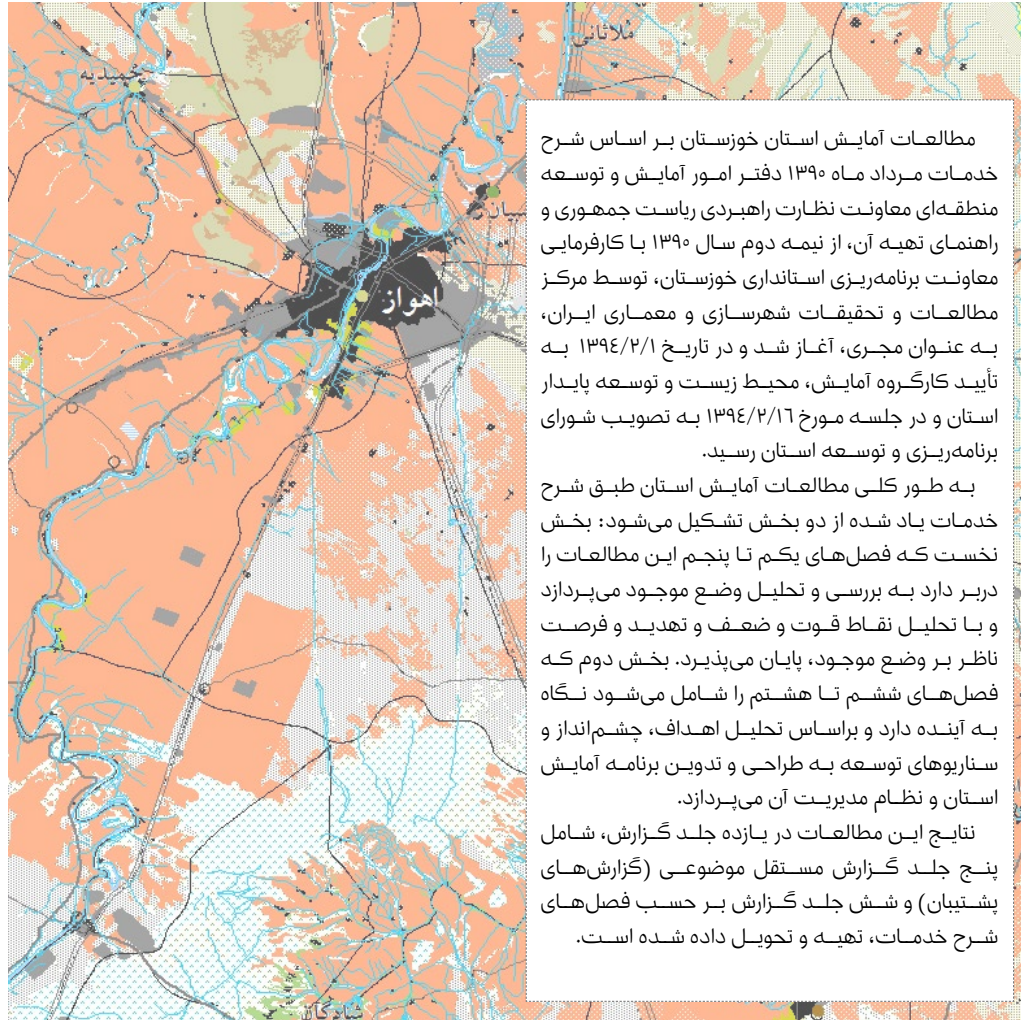 ملاثانی
حمیدیه
اهواز
مطالعات آمایش استان خوزستان بر اساس شرح
خدمات مرداد ماه ۱۳۹۰ دفتر امور آمایش و توسعه
منطقه‌ای معاونت نظارت راهبردی ریاست جمهوری و
راهنمای تهیه آن، از نیمه دوم سال ۱۳۹۰ با کارفرمایی
معاونت برنامه‌ریزی استانداری خوزستان، توسط مرکز
مطالعات و تحقیقات شهرسازی و معماری ایران،
به عنوان مجری، آغاز شد و در تاریخ ۱۳۹٤/۲/۱ به
تأیید کارگروه آمایش، محیط زیست و توسعه پایدار
استان و در جلسه مورخ ۱۳۹٤/۲/۱٦ به تصویب شورای
برنامه‌ریزی و توسعه استان رسید.
به طور کلی مطالعات آمایش استان طبق شرح
خدمات یاد شده از دو بخش تشکیل می‌شود: بخش
نخست که فصل‌های یکم تا پنجم این مطالعات را
دربر دارد به بررسی و تحلیل وضع موجود می‌پردازد
و با تحلیل نقاط قوت و ضعف و تهدید و فرصت
ناظر بر وضع موجود، پایان می‌پذیرد. بخش دوم که
فصل‌های ششم تا هشتم را شامل می‌شود نگاه
به آینده دارد و براساس تحلیل اهداف، چشم‌انداز و
سناریوهای توسعه به طراحی و تدوین برنامه آمایش
استان و نظام مدیریت آن می‌پردازد.
نتایج این مطالعات در یازده جلد گزارش، شامل
پنج جلد گزارش مستقل موضوعی (گزارش‌های
پشتیبان) و شش جلد گزارش بر حسب فصل‌های
شرح خدمات، تهیه و تحویل داده شده است.
شادگان